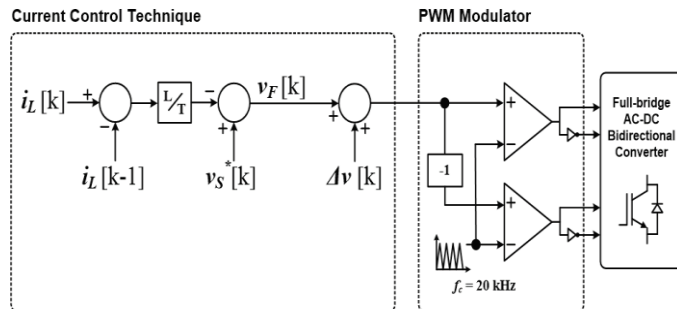 Current Control Technique
PWM Modulator
i_L[k]
+
−
L/T
−
+
v_F[k]
+
+
i_L[k-1]
v_S*[k]
Δv[k]
+
−
-1
+
−
f_c = 20 kHz
Full-bridge
AC-DC
Bidirectional
Converter